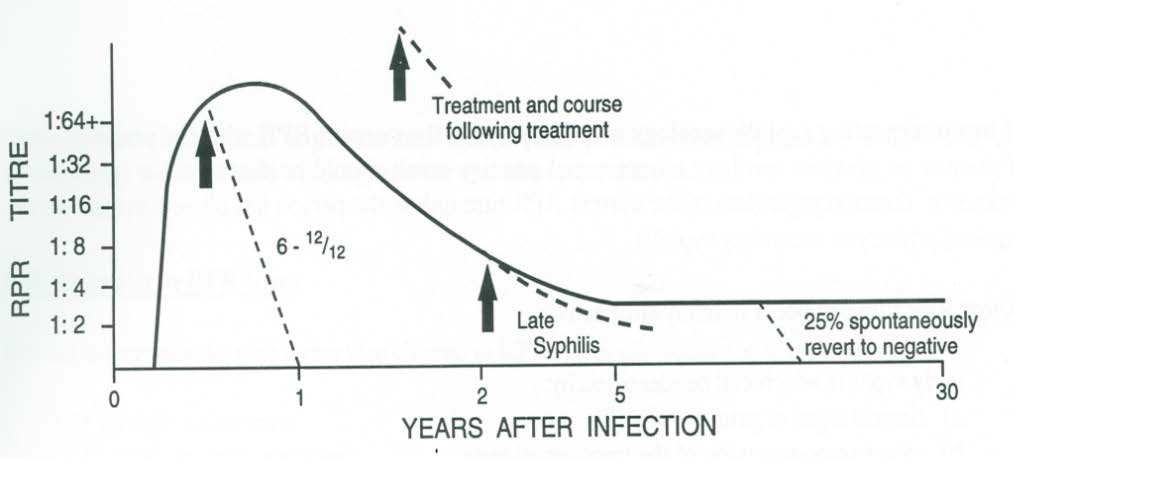 Treatment and course
following treatment
1:64+
1:32
1:16
1:8
1:4
1:2
RPR TITRE
6 - 12/12
Late
Syphilis
25% spontaneously
revert to negative
0
1
2
5
30
YEARS AFTER INFECTION